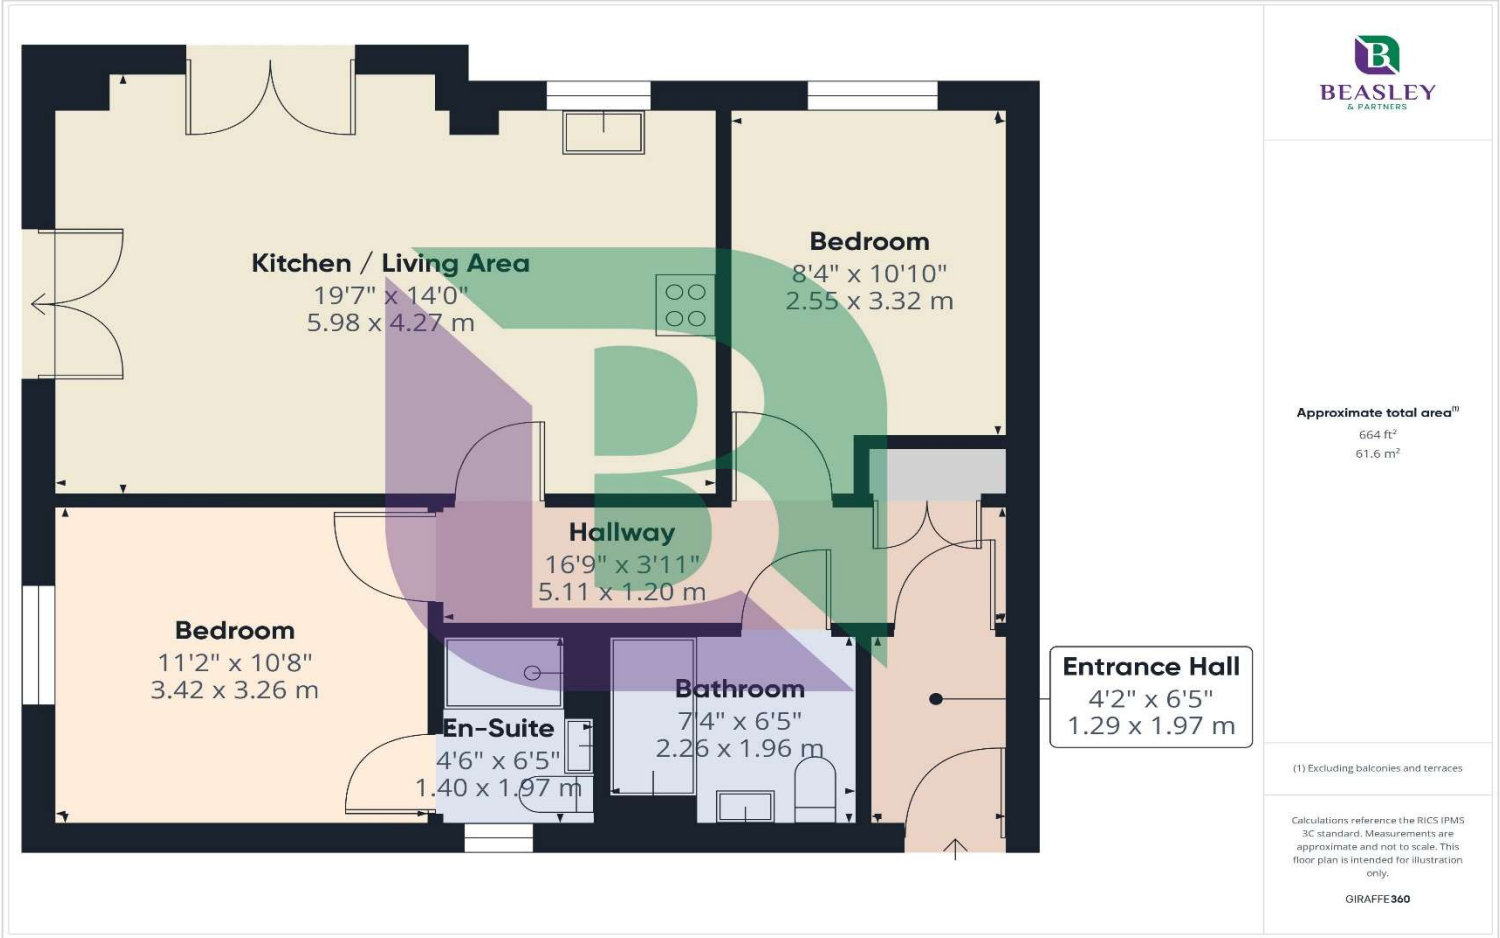 Kitchen / Living Area
19'7" x 14'0"
5.98 x 4.27 m
Bedroom
8'4" x 10'10"
2.55 x 3.32 m
Hallway
16'9" x 3'11"
5.11 x 1.20 m
Bedroom
11'2" x 10'8"
3.42 x 3.26 m
En-Suite
4'6" x 6'5"
1.40 x 1.97 m
Bathroom
7'4" x 6'5"
2.26 x 1.96 m
Entrance Hall
4'2" x 6'5"
1.29 x 1.97 m
B
B
BEASLEY
& PARTNERS
Approximate total area(1)
664 ft²
61.6 m²
(1) Excluding balconies and terraces
Calculations reference the RICS IPMS
3C standard. Measurements are
approximate and not to scale. This
floor plan is intended for illustration
only.
GIRAFFE360